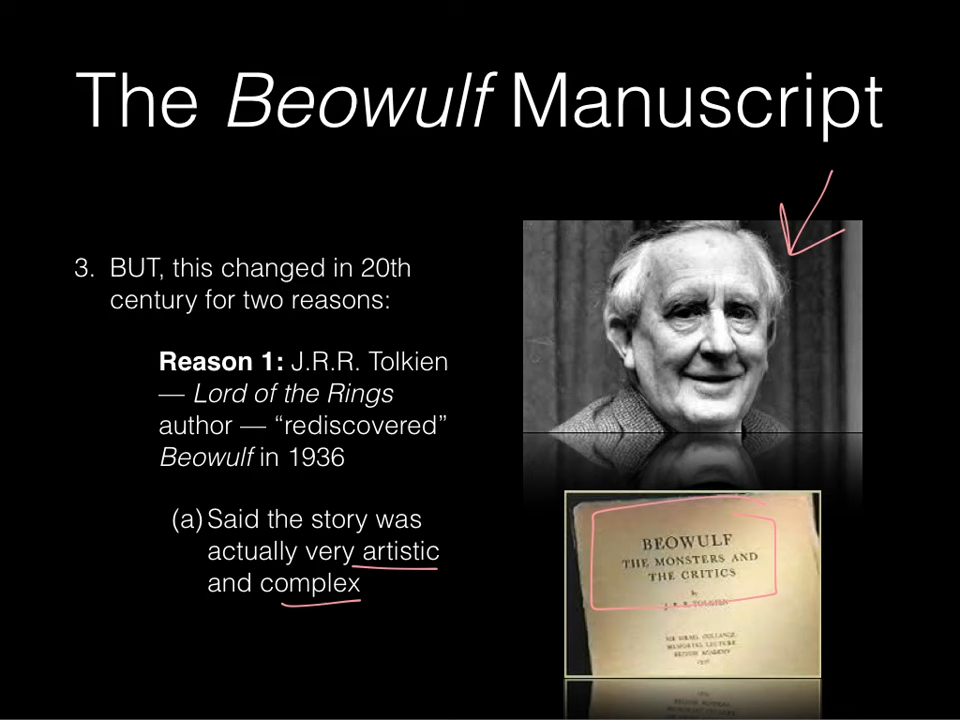 The Beowulf Manuscript
3. BUT, this changed in 20th
century for two reasons:
Reason 1: J.R.R. Tolkien
— Lord of the Rings
author — “rediscovered”
Beowulf in 1936
(a) Said the story was
actually very artistic
and complex
BEOWULF
THE MONSTERS AND
THE CRITICS
by
J. R. R. TOLKIEN
SIR ISRAEL GOLLANCZ
MEMORIAL LECTURE
BRITISH ACADEMY
1936